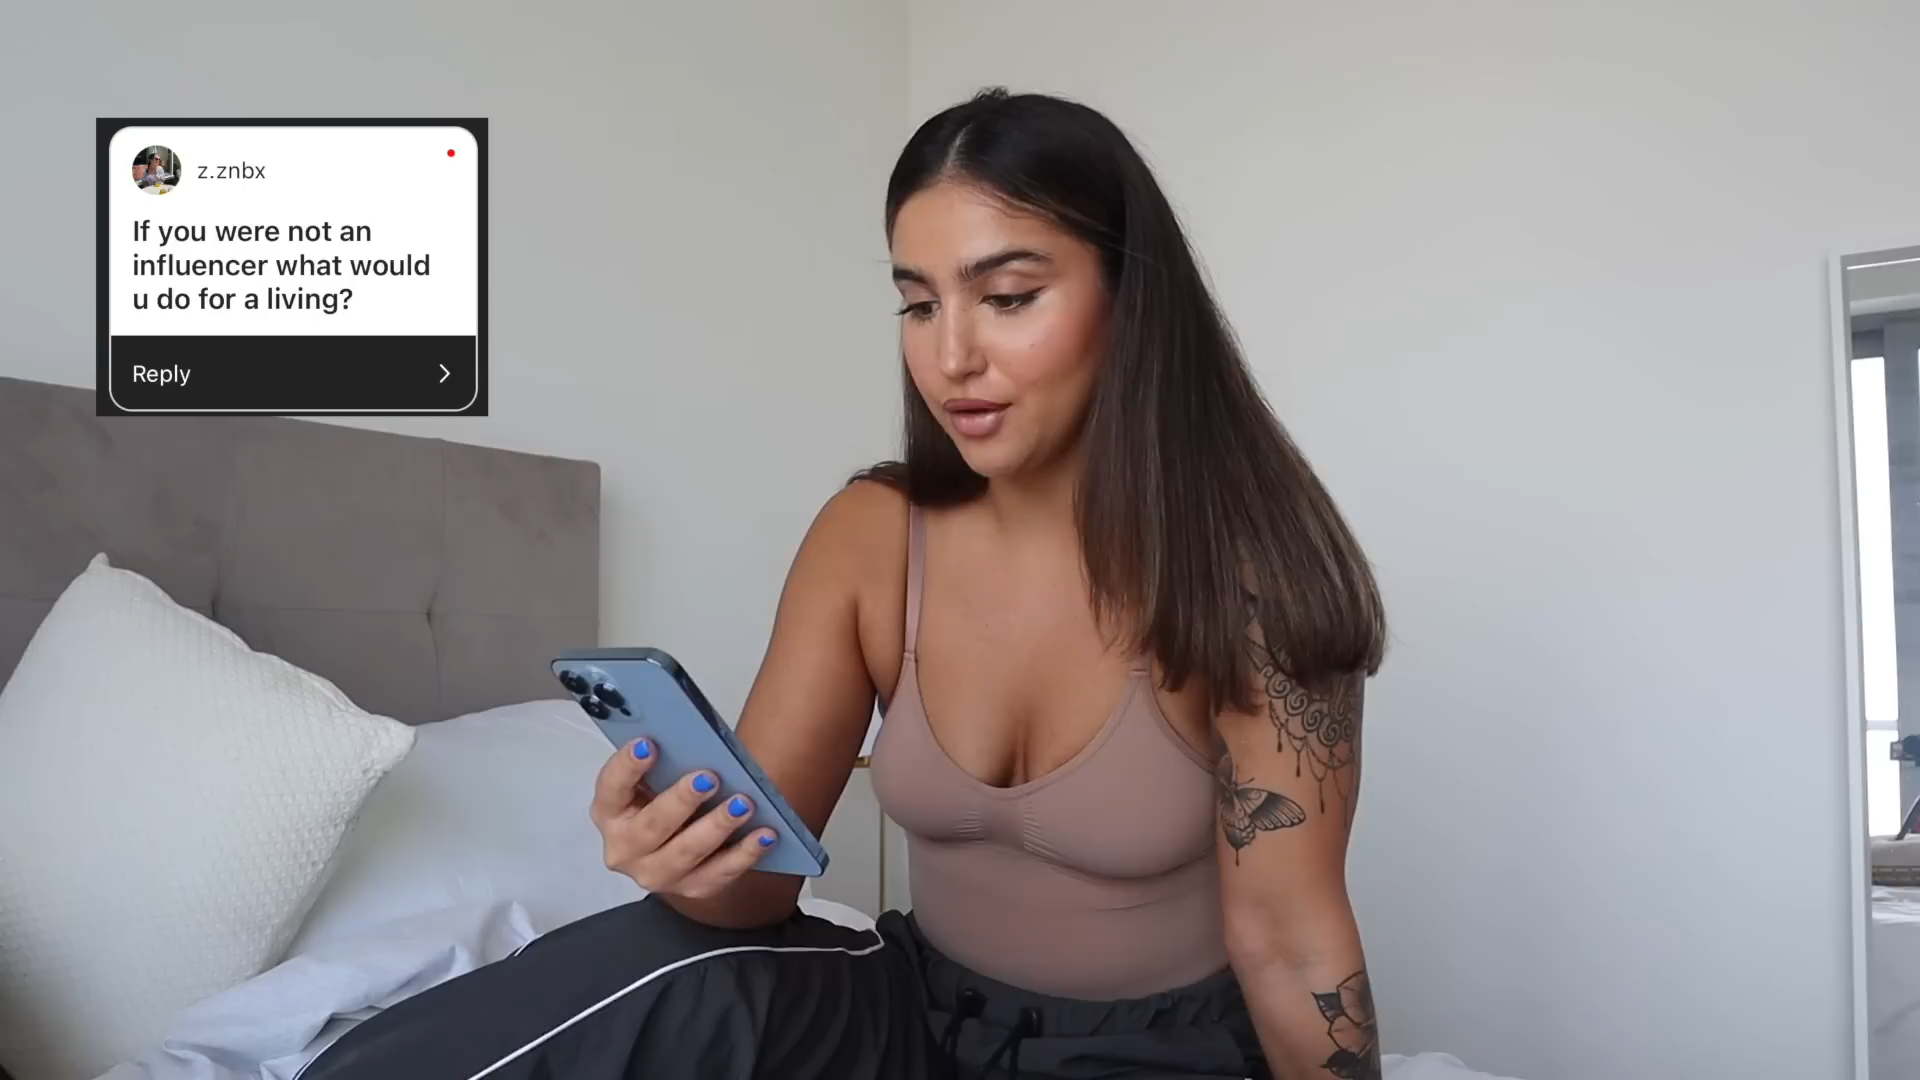 z.znbx
If you were not an
influencer what would
u do for a living?
Reply